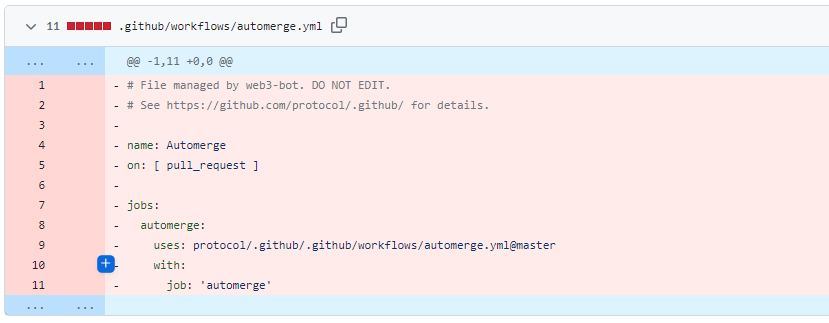 11 .github/workflows/automerge.yml
... ... @@ -1,11 +0,0 @@
1 - # File managed by web3-bot. DO NOT EDIT.
2 - # See https://github.com/protocol/.github/ for details.
3 -
4 - name: Automerge
5 - on: [ pull_request ]
6 -
7 - jobs:
8 - automerge:
9 - uses: protocol/.github/.github/workflows/automerge.yml@master
10 + - with:
11 - job: 'automerge'
... ...